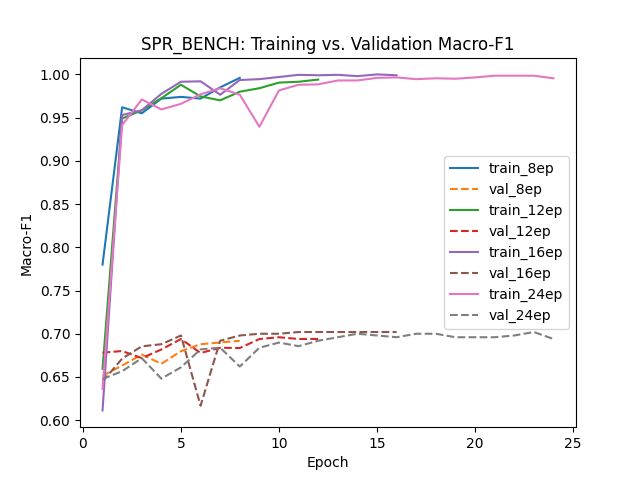 SPR_BENCH: Training vs. Validation Macro-F1
Macro-F1
1.00
0.95
0.90
0.85
0.80
0.75
0.70
0.65
0.60
train_8ep
val_8ep
train_12ep
val_12ep
train_16ep
val_16ep
train_24ep
val_24ep
0
5
10
15
20
25
Epoch